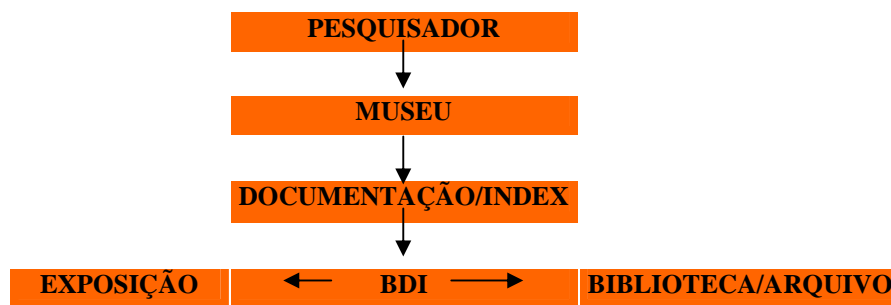 PESQUISADOR
MUSEU
DOCUMENTAÇÃO/INDEX
EXPOSIÇÃO BDI BIBLIOTECA/ARQUIVO